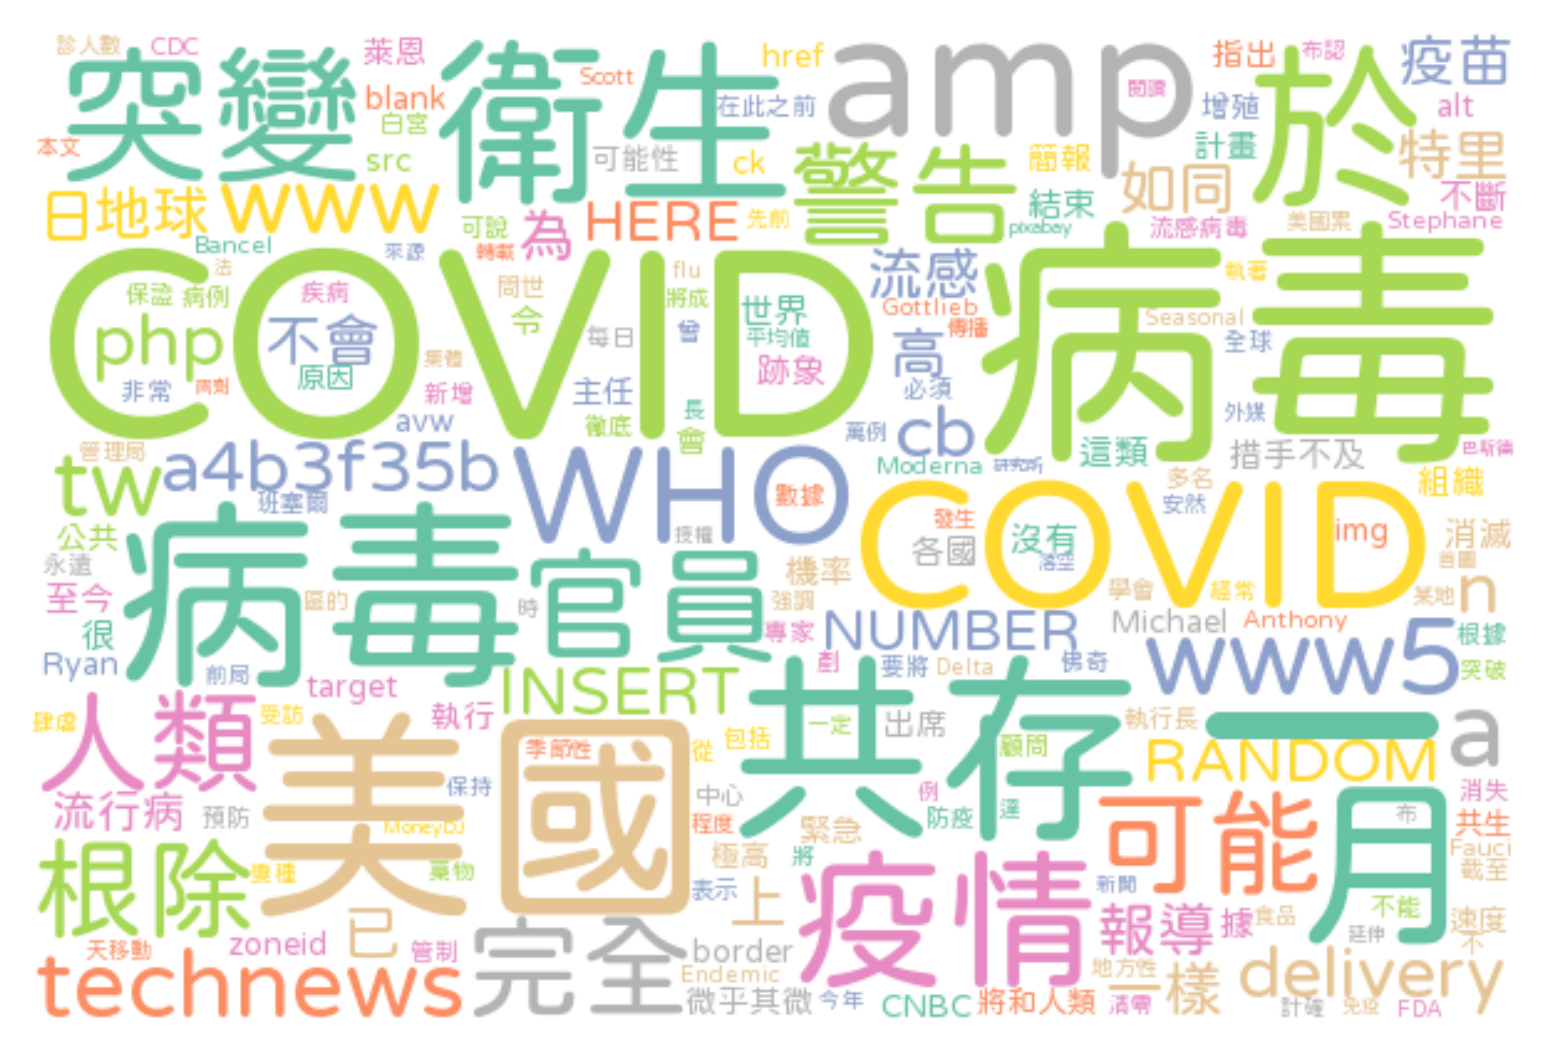 診人數 CDC 萊恩 Scott href amp 閱讀 指出 布認 疫苗
突變 衛生 blank 白宮 在此之前 於 增殖 alt
本文 src 可能性 ck 警告 簡報 計畫 特里
日地球 www HERE 先前 如同 結束 不斷
Bancel 來源 可說 轉載 為 pixabay 流感病毒 美國累 Stephane
COVID 病毒
法 保證 病例 疾病 問世 令 flu 將成 世界 流感 Gottlieb 傳播 執著
php 不會 每日 曾 平均值 高 Seasonal 全球
非常 原因 兩劑 集體 新增 主任 跡象 必須 外媒
avw 徹底 長 會 萬例 cb 這類 措手不及 巴斯德
管理局 tw a4b3f35b WHO 數據 Moderna 研究所 多名 組織
班塞爾 COVID 安然 img
公共 病毒 授權 發生 各國 沒有 落空 消滅 首圖
永遠 官員 機率 學會 經常 某地 n
至今 區的 時 強調 Michael Anthony
很 專家 NUMBER www5 根據
Ryan 前局 劑 要將 Delta 佛奇 突破
target INSERT 共存 一
肆虐 人類 受訪 執行 一定 出席 顧問 執行長 a
美國 季節性 從 包括 RANDOM
流行病 預防 保持 中心 例 防疫 達 可能 月 布 消失
MoneyDJ 程度 緊急 共生
根除 變種 藥物 極高 將 Fauci 截至
已 表示 上 疫情 新聞 報導 據 食品 不能 速度
天移動 zoneid 管制 完全 border 延伸 不
technews Endemic 地方性 一樣 delivery
微乎其微 今年 CNBC 將和人類 清零 計確 免疫 FDA